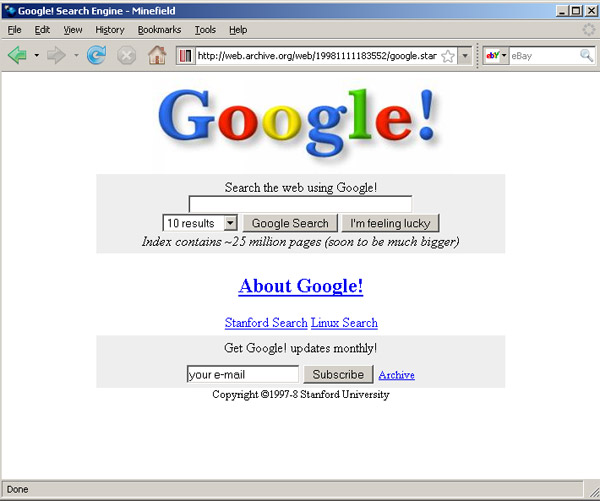 Google! Search Engine - Minefield
File Edit View History Bookmarks Tools Help
http://web.archive.org/web/19981111183552/google.star eBay
Google!
Search the web using Google!
10 results Google Search I'm feeling lucky
Index contains ~25 million pages (soon to be much bigger)
About Google!
Stanford Search Linux Search
Get Google! updates monthly!
your e-mail Subscribe Archive
Copyright ©1997-8 Stanford University
Done